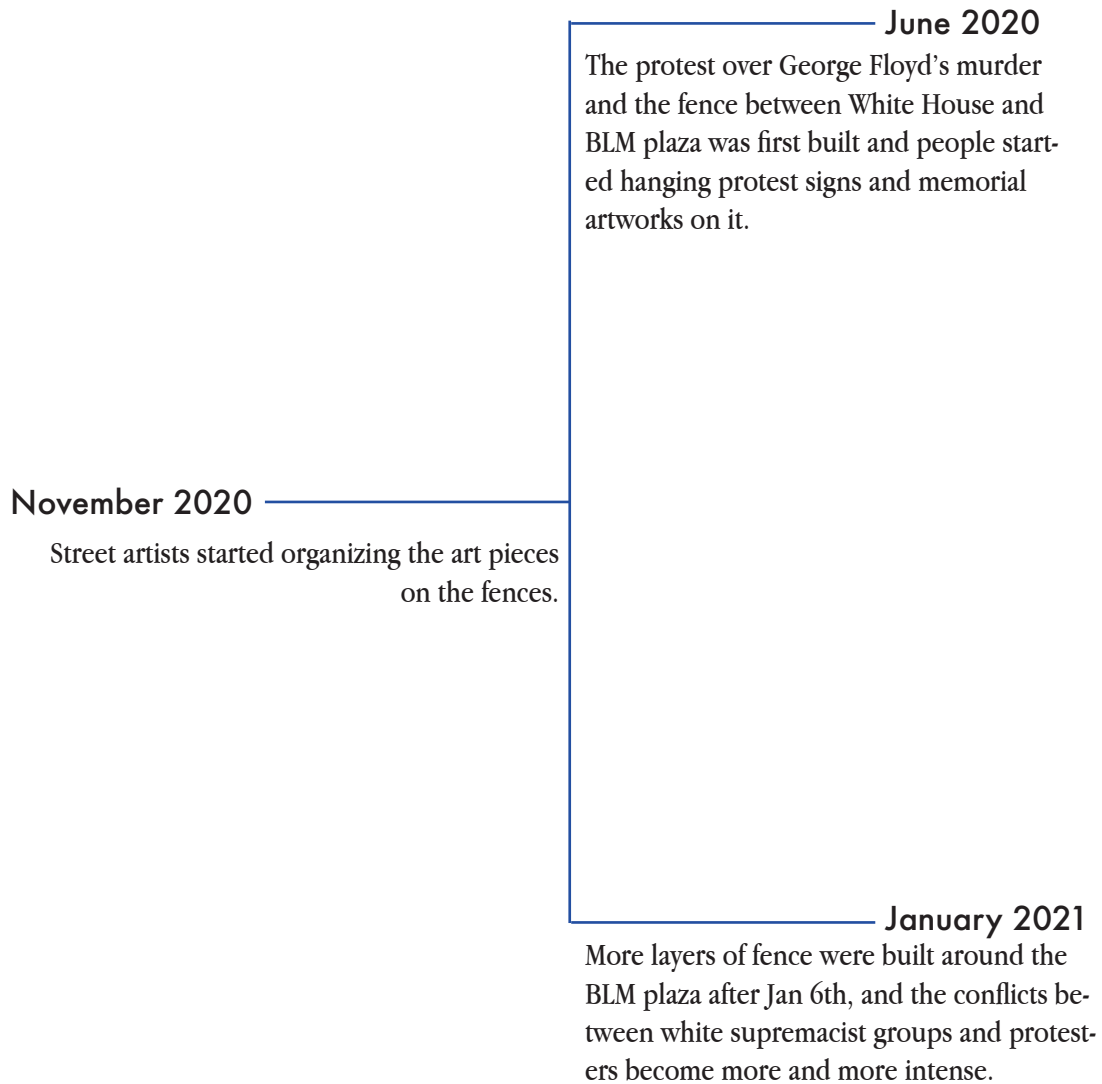 June 2020
The protest over George Floyd’s murder
and the fence between White House and
BLM plaza was first built and people start-
ed hanging protest signs and memorial
artworks on it.
November 2020
Street artists started organizing the art pieces
on the fences.
January 2021
More layers of fence were built around the
BLM plaza after Jan 6th, and the conflicts be-
tween white supremacist groups and protest-
ers become more and more intense.